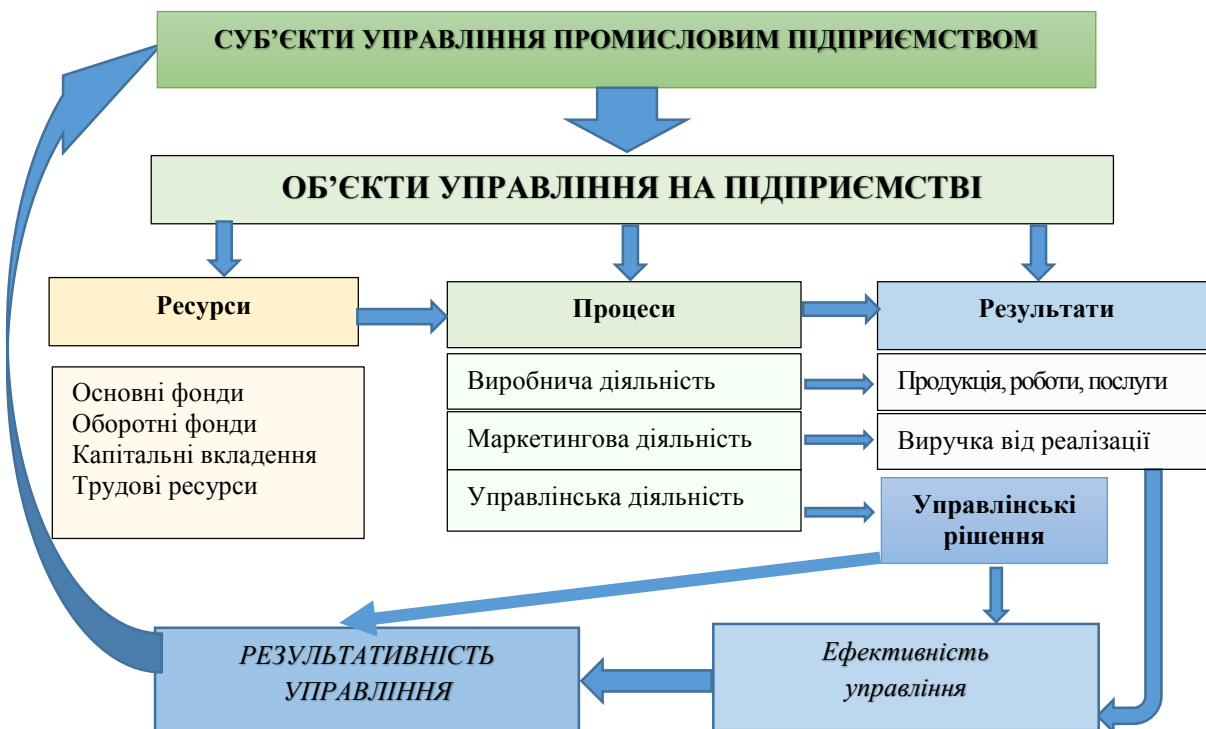 СУБ’ЄКТИ УПРАВЛІННЯ ПРОМИСЛОВИМ ПІДПРИЄМСТВОМ
ОБ’ЄКТИ УПРАВЛІННЯ НА ПІДПРИЄМСТВІ
Ресурси
Процеси
Результати
Основні фонди
Оборотні фонди
Капітальні вкладення
Трудові ресурси
Виробнича діяльність
Маркетингова діяльність
Управлінська діяльність
Продукція, роботи, послуги
Виручка від реалізації
Управлінські
рішення
РЕЗУЛЬТАТИВНІСТЬ
УПРАВЛІННЯ
Ефективність
управління